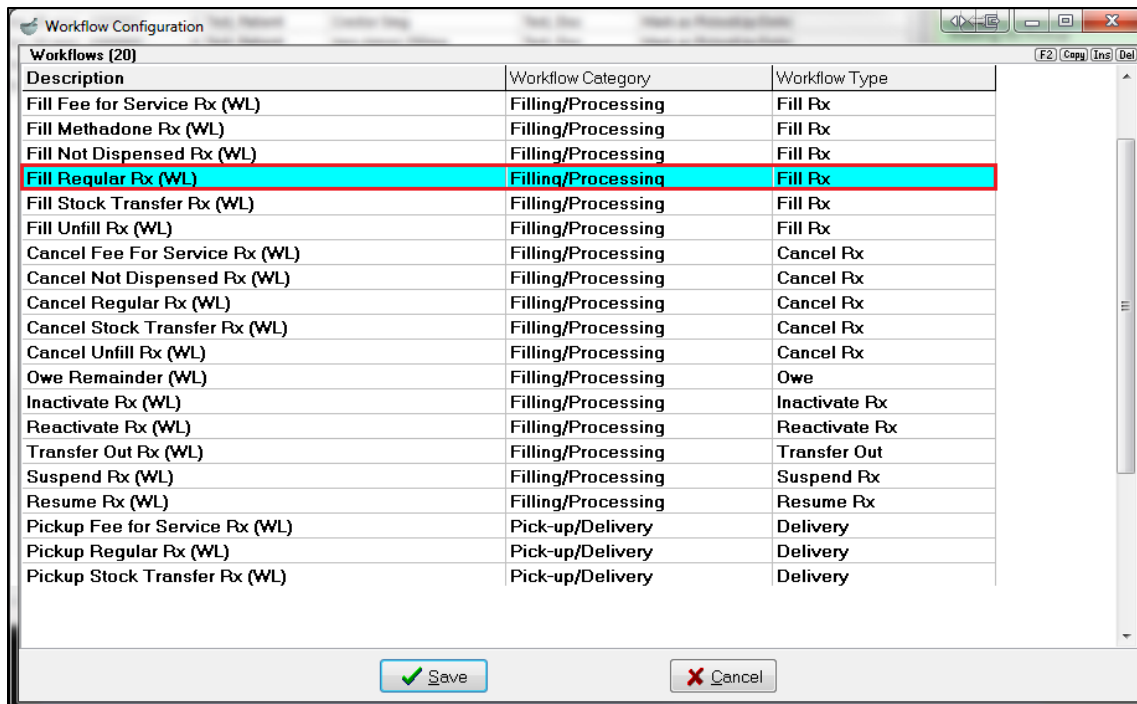 Workflow Configuration
Workflows (20) F2 Copy Ins Del
Description Workflow Category Workflow Type
Fill Fee for Service Rx (WL) Filling/Processing Fill Rx
Fill Methadone Rx (WL) Filling/Processing Fill Rx
Fill Not Dispensed Rx (WL) Filling/Processing Fill Rx
Fill Regular Rx (WL) Filling/Processing Fill Rx
Fill Stock Transfer Rx (WL) Filling/Processing Fill Rx
Fill Unfill Rx (WL) Filling/Processing Fill Rx
Cancel Fee For Service Rx (WL) Filling/Processing Cancel Rx
Cancel Not Dispensed Rx (WL) Filling/Processing Cancel Rx
Cancel Regular Rx (WL) Filling/Processing Cancel Rx
Cancel Stock Transfer Rx (WL) Filling/Processing Cancel Rx
Cancel Unfill Rx (WL) Filling/Processing Cancel Rx
Owe Remainder (WL) Filling/Processing Owe
Inactivate Rx (WL) Filling/Processing Inactivate Rx
Reactivate Rx (WL) Filling/Processing Reactivate Rx
Transfer Out Rx (WL) Filling/Processing Transfer Out
Suspend Rx (WL) Filling/Processing Suspend Rx
Resume Rx (WL) Filling/Processing Resume Rx
Pickup Fee for Service Rx (WL) Pick-up/Delivery Delivery
Pickup Regular Rx (WL) Pick-up/Delivery Delivery
Pickup Stock Transfer Rx (WL) Pick-up/Delivery Delivery
Save Cancel